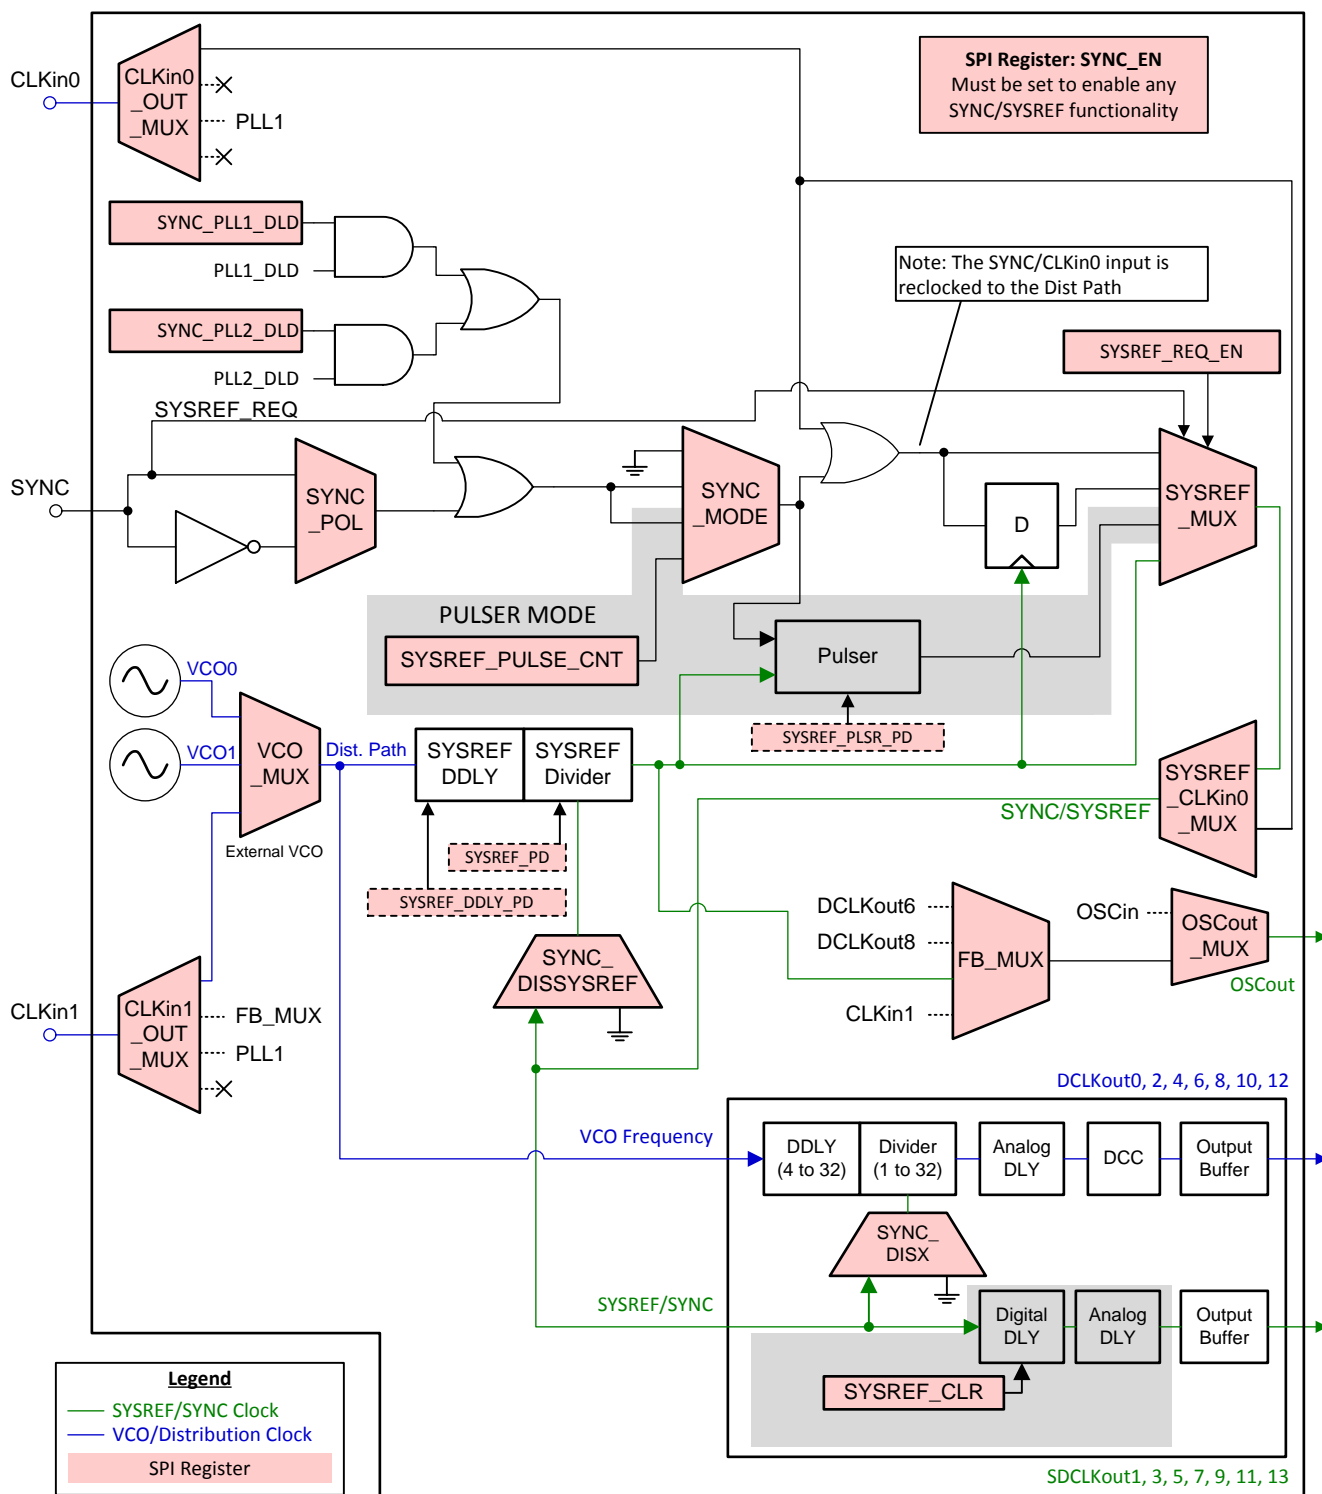 CLKin0
CLKin0
_OUT
_MUX
PLL1
SPI Register: SYNC_EN
Must be set to enable any
SYNC/SYSREF functionality
SYNC_PLL1_DLD
PLL1_DLD
SYNC_PLL2_DLD
PLL2_DLD
Note: The SYNC/CLKin0 input is
reclocked to the Dist Path
SYSREF_REQ_EN
SYSREF_REQ
SYNC
SYNC
_POL
SYNC
_MODE
D
SYSREF
_MUX
PULSER MODE
SYSREF_PULSE_CNT
Pulser
SYSREF_PLSR_PD
VCO0
VCO1
VCO
_MUX
External VCO
Dist. Path
SYSREF
DDLY
SYSREF
Divider
SYSREF_PD
SYSREF_DDLY_PD
SYSREF
_CLKin0
_MUX
SYNC/SYSREF
SYNC_
DISSYSREF
DCLKout6
DCLKout8
CLKin1
FB_MUX
OSCin
OSCout
_MUX
OSCout
CLKin1
CLKin1
_OUT
_MUX
FB_MUX
PLL1
DCLKout0, 2, 4, 6, 8, 10, 12
VCO Frequency
DDLY
(4 to 32)
Divider
(1 to 32)
Analog
DLY
DCC
Output
Buffer
SYNC_
DISX
SYSREF/SYNC
Digital
DLY
Analog
DLY
Output
Buffer
SYSREF_CLR
SDCLKout1, 3, 5, 7, 9, 11, 13
Legend
SYSREF/SYNC Clock
VCO/Distribution Clock
SPI Register